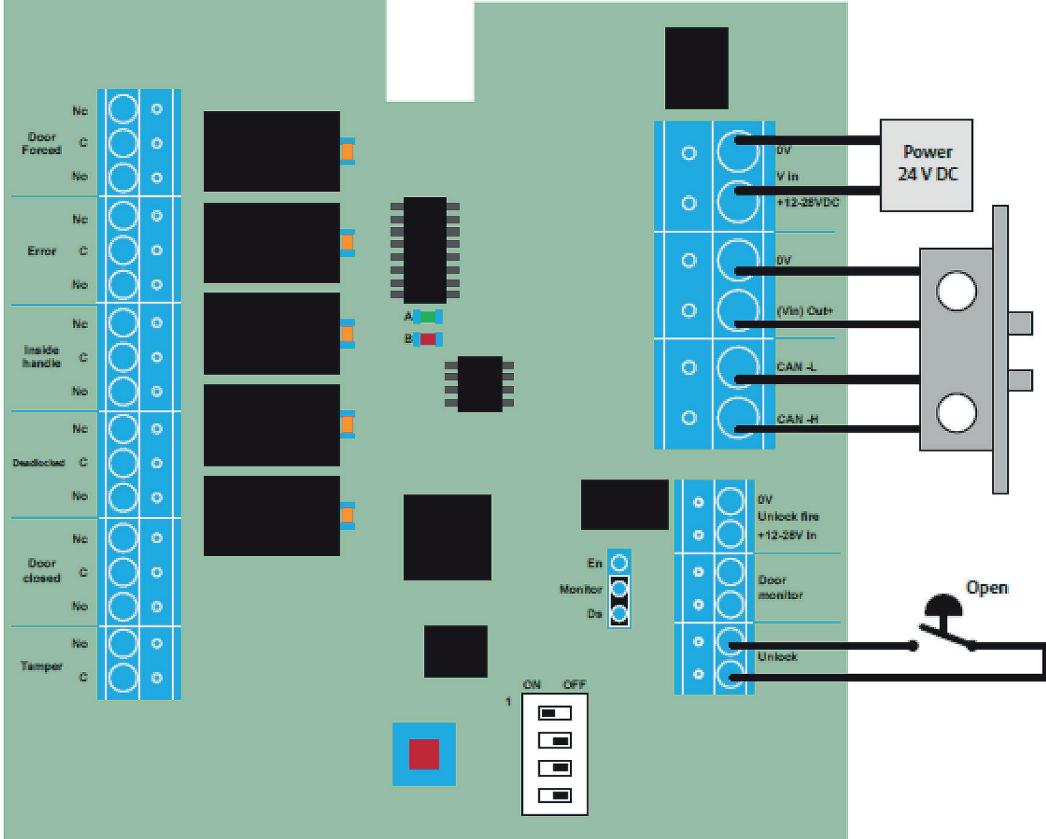 Nc
Door
Forced
C
No
Nc
Error
C
No
Nc
Inside
handle
C
No
Nc
Deadlocked
C
No
Nc
Door
closed
C
No
No
Tamper
C
A
B
0V
V in
+12-28VDC
Power
24 V DC
0V
(Vin) Out+
CAN -L
CAN -H
0V
Unlock fire
+12-28V In
En
Monitor
Ds
Door
monitor
Unlock
Open
ON OFF
1